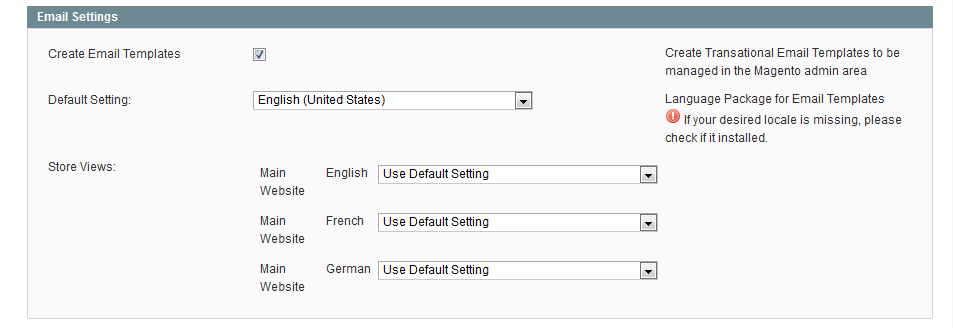 Email Settings
Create Email Templates
Create Transational Email Templates to be
managed in the Magento admin area
Default Setting:
English (United States)
Language Package for Email Templates
If your desired locale is missing, please
check if it installed.
Store Views:
Main
Website
English
Use Default Setting
Main
Website
French
Use Default Setting
Main
Website
German
Use Default Setting